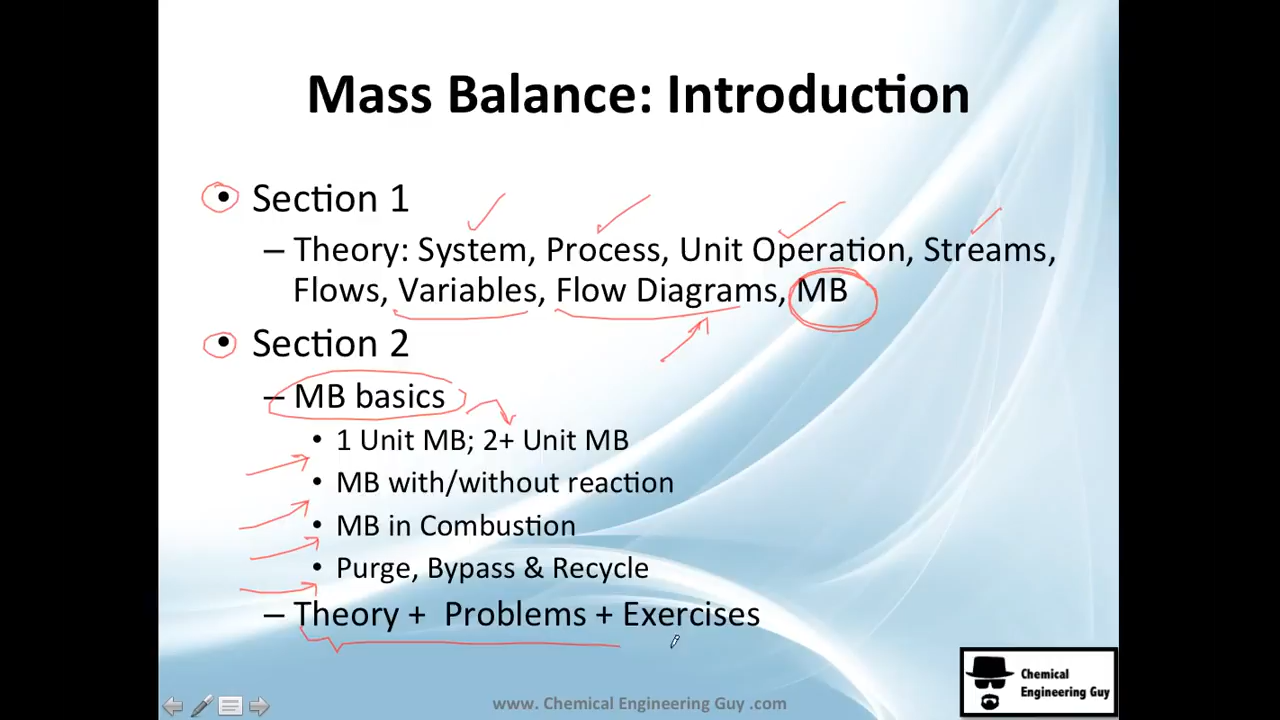 Mass Balance: Introduction
• Section 1
– Theory: System, Process, Unit Operation, Streams,
Flows, Variables, Flow Diagrams, MB
• Section 2
– MB basics
• 1 Unit MB; 2+ Unit MB
• MB with/without reaction
• MB in Combustion
• Purge, Bypass & Recycle
– Theory + Problems + Exercises
Chemical
Engineering Guy
www. Chemical Engineering Guy .com